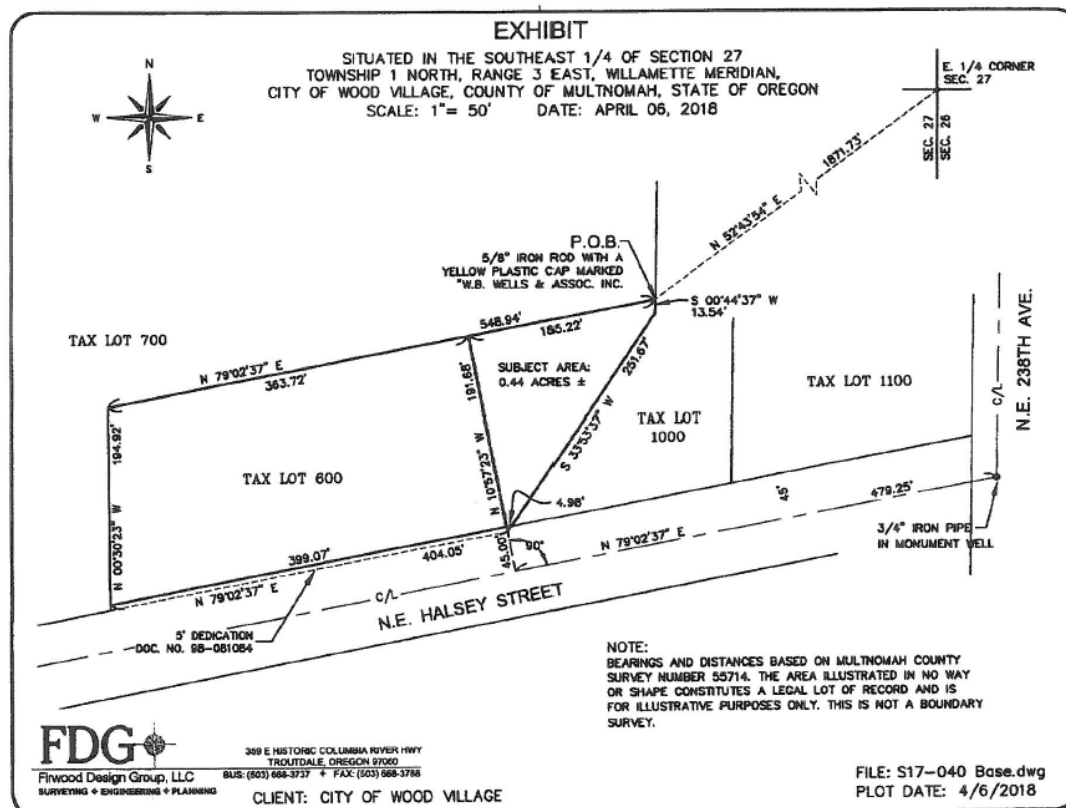 EXHIBIT
SITUATED IN THE SOUTHEAST 1/4 OF SECTION 27
TOWNSHIP 1 NORTH, RANGE 3 EAST, WILLAMETTE MERIDIAN,
CITY OF WOOD VILLAGE, COUNTY OF MULTNOMAH, STATE OF OREGON
SCALE: 1"= 50' DATE: APRIL 06, 2018
N
W
E
S
E. 1/4 CORNER
SEC. 27
SEC. 27
SEC. 26
1871.73'
N 52°43'54" E
P.O.B.
5/8" IRON ROD WITH A
YELLOW PLASTIC CAP MARKED
"W.B. WELLS & ASSOC. INC.
S 00°44'37" W
13.54'
TAX LOT 700
548.94'
185.22'
N 79°02'37" E
363.72'
SUBJECT AREA:
0.44 ACRES ±
191.68'
N 10°57'23" W
251.67'
S 33°53'37" W
TAX LOT
1000
TAX LOT 1100
C/L
N.E. 238TH AVE.
194.92'
N 00°30'23" W
TAX LOT 600
4.98'
45'
479.25'
3/4" IRON PIPE
IN MONUMENT WELL
399.07'
404.05'
45.00'
90°
N 79°02'37" E
N 79°02'37" E
C/L
N.E. HALSEY STREET
5' DEDICATION
DOC. NO. 98-081084
NOTE:
BEARINGS AND DISTANCES BASED ON MULTNOMAH COUNTY
SURVEY NUMBER 55714. THE AREA ILLUSTRATED IN NO WAY
OR SHAPE CONSTITUTES A LEGAL LOT OF RECORD AND IS
FOR ILLUSTRATIVE PURPOSES ONLY. THIS IS NOT A BOUNDARY
SURVEY.
FDG
Firwood Design Group, LLC
SURVEYING + ENGINEERING + PLANNING
359 E HISTORIC COLUMBIA RIVER HWY
TROUTDALE, OREGON 97060
BUS: (503) 668-3737 + FAX: (503) 668-3788
CLIENT: CITY OF WOOD VILLAGE
FILE: S17-040 Base.dwg
PLOT DATE: 4/6/2018